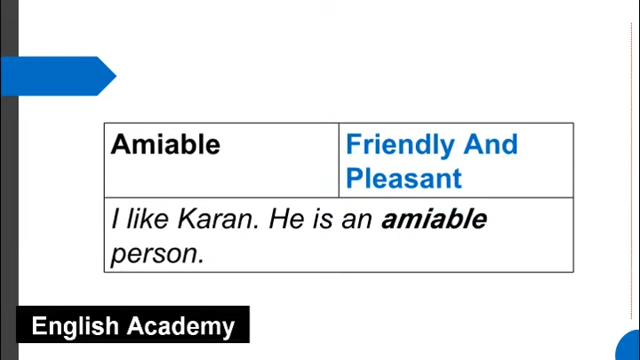 Amiable
Friendly And
Pleasant
I like Karan. He is an amiable
person.
English Academy